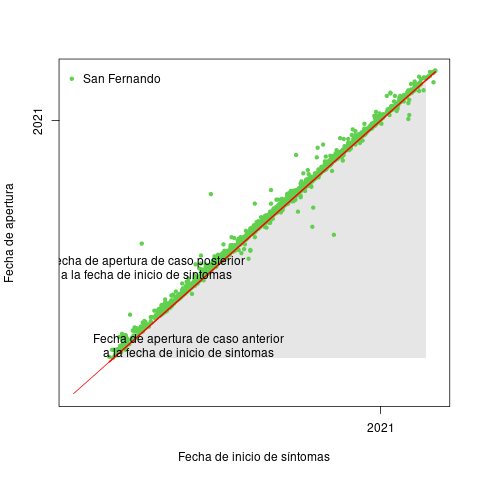 San Fernando
2021
Fecha de apertura
echa de apertura de caso posterior
a la fecha de inicio de síntomas
Fecha de apertura de caso anterior
a la fecha de inicio de sintomas
2021
Fecha de inicio de síntomas